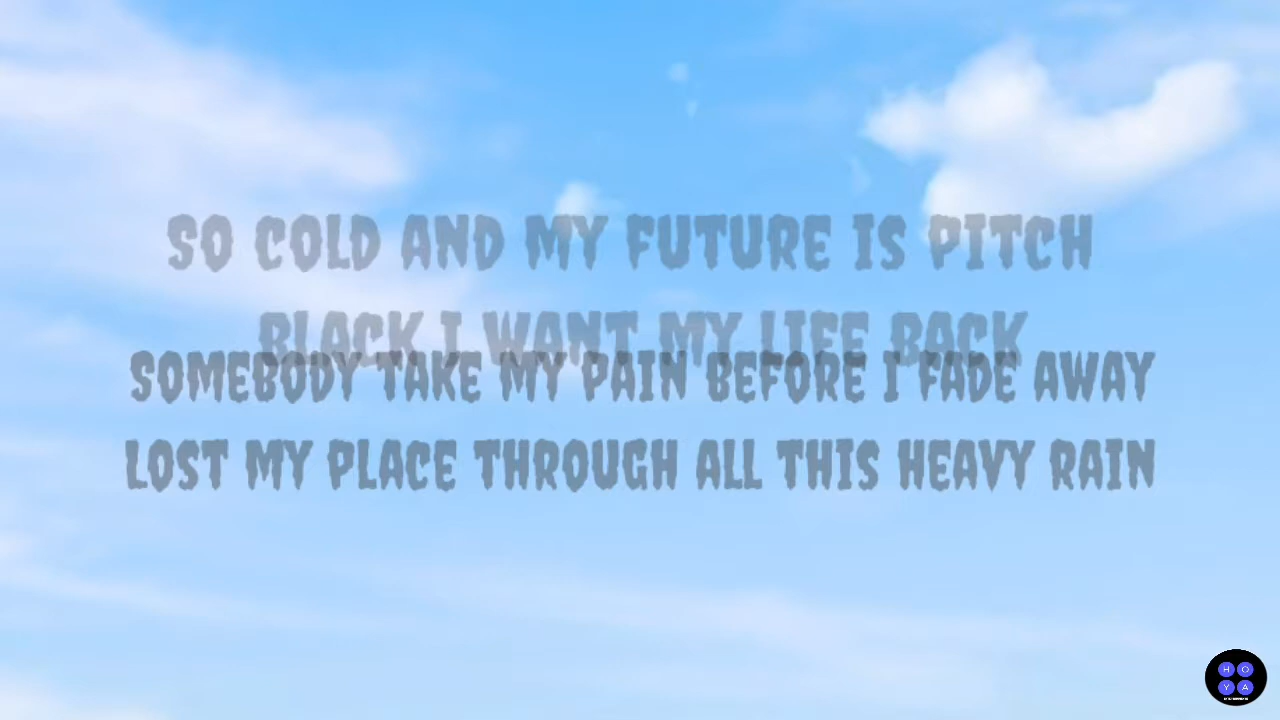 SO COLD AND MY FUTURE IS PITCH
BLACK I WANT MY LIFE BACK
SOMEBODY TAKE MY PAIN BEFORE I FADE AWAY
LOST MY PLACE THROUGH ALL THIS HEAVY RAIN
H O
Y A